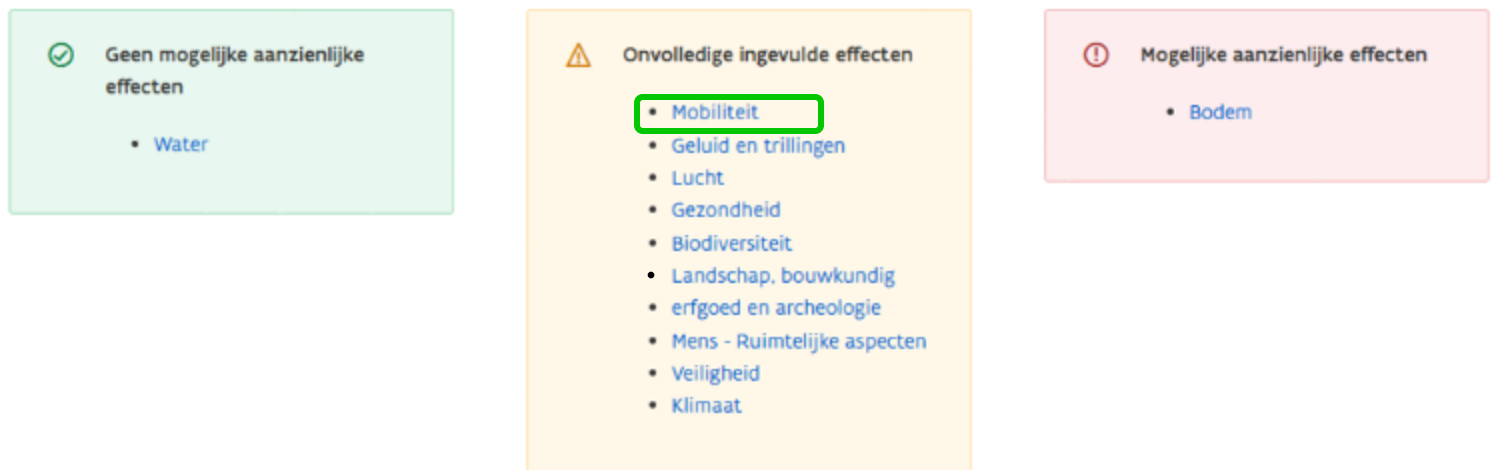 Geen mogelijke aanzienlijke
effecten
• Water
Onvolledige ingevulde effecten
• Mobiliteit
• Geluid en trillingen
• Lucht
• Gezondheid
• Biodiversiteit
• Landschap, bouwkundig
• erfgoed en archeologie
• Mens - Ruimtelijke aspecten
• Veiligheid
• Klimaat
Mogelijke aanzienlijke effecten
• Bodem